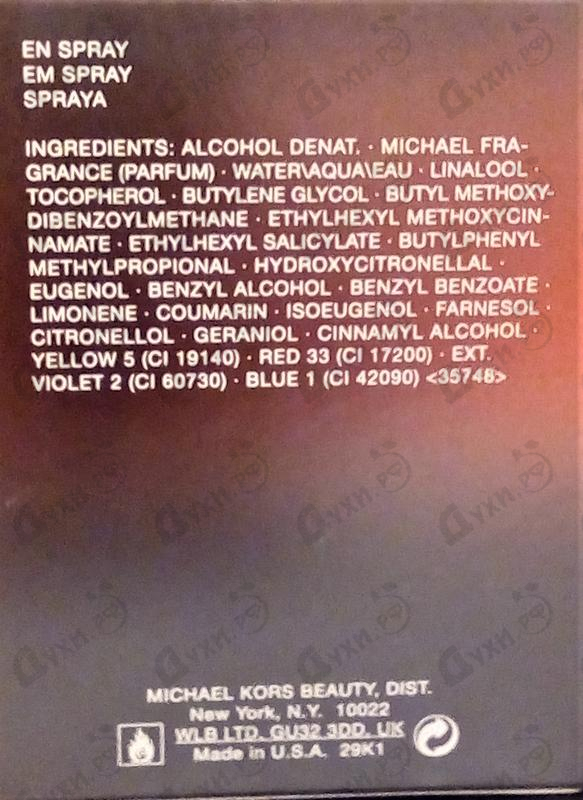 EN SPRAY
EM SPRAY
SPRAYA
INGREDIENTS: ALCOHOL DENAT. · MICHAEL FRA-
GRANCE (PARFUM) · WATER\AQUA\EAU · LINALOOL ·
TOCOPHEROL · BUTYLENE GLYCOL · BUTYL METHOXY-
DIBENZOYLMETHANE · ETHYLHEXYL METHOXYCIN-
NAMATE · ETHYLHEXYL SALICYLATE · BUTYLPHENYL
METHYLPROPIONAL · HYDROXYCITRONELLAL ·
EUGENOL · BENZYL ALCOHOL · BENZYL BENZOATE ·
LIMONENE · COUMARIN · ISOEUGENOL · FARNESOL ·
CITRONELLOL · GERANIOL · CINNAMYL ALCOHOL ·
YELLOW 5 (CI 19140) · RED 33 (CI 17200) · EXT.
VIOLET 2 (CI 60730) · BLUE 1 (CI 42090) <35748>
MICHAEL KORS BEAUTY, DIST.
New York, N.Y. 10022
WLB LTD. GU32 3DD. UK
Made in U.S.A. 29K1
Духи.рф